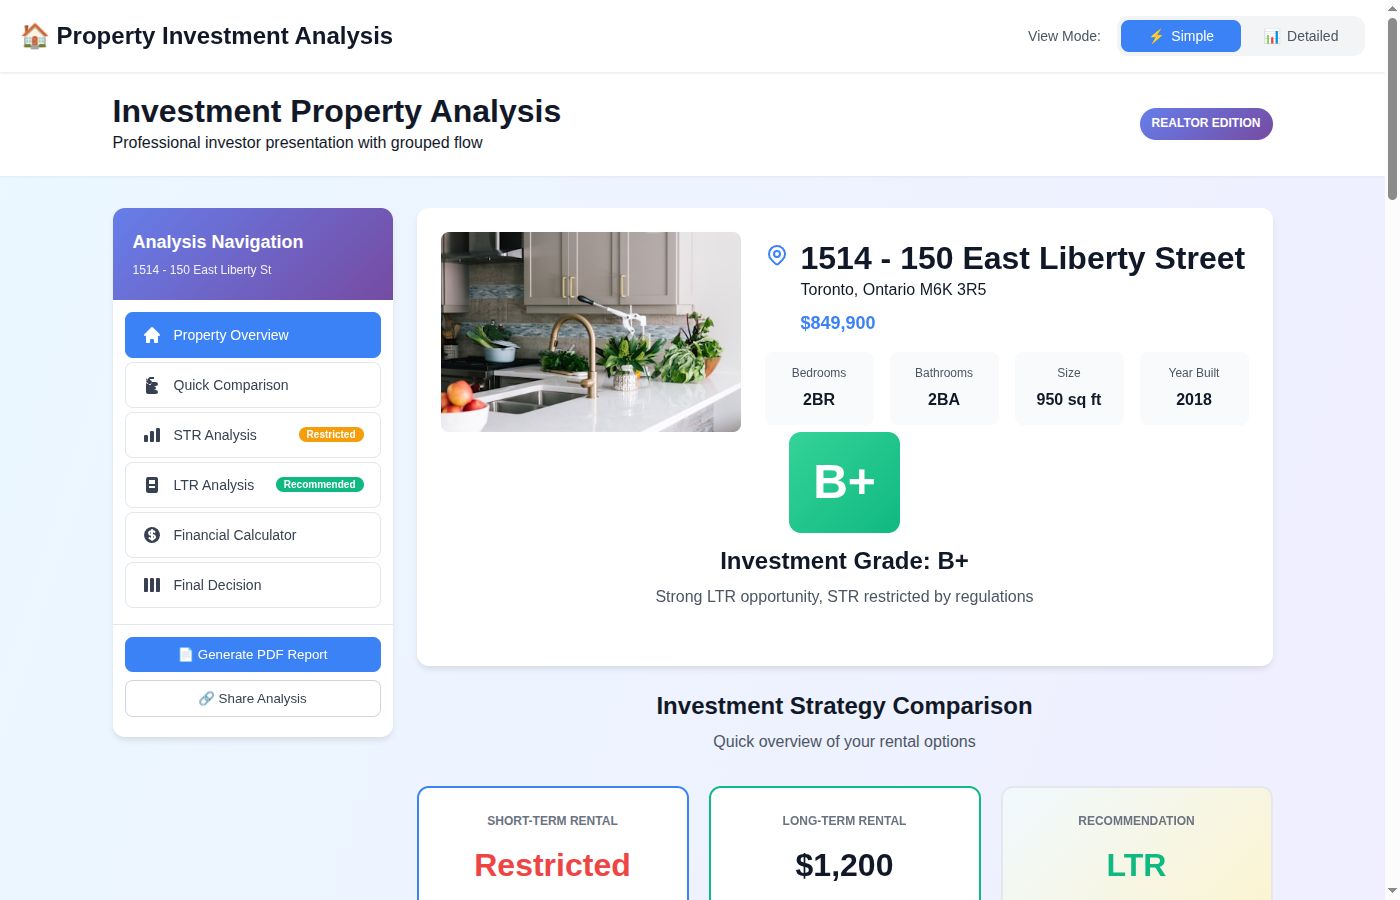 🏠 Property Investment Analysis
View Mode:
⚡ Simple
📊 Detailed
Investment Property Analysis
Professional investor presentation with grouped flow
REALTOR EDITION
Analysis Navigation
1514 - 150 East Liberty St
Property Overview
Quick Comparison
STR Analysis
Restricted
LTR Analysis
Recommended
Financial Calculator
Final Decision
📄 Generate PDF Report
🔗 Share Analysis
1514 - 150 East Liberty Street
Toronto, Ontario M6K 3R5
$849,900
Bedrooms
2BR
Bathrooms
2BA
Size
950 sq ft
Year Built
2018
B+
Investment Grade: B+
Strong LTR opportunity, STR restricted by regulations
Investment Strategy Comparison
Quick overview of your rental options
SHORT-TERM RENTAL
Restricted
LONG-TERM RENTAL
$1,200
RECOMMENDATION
LTR